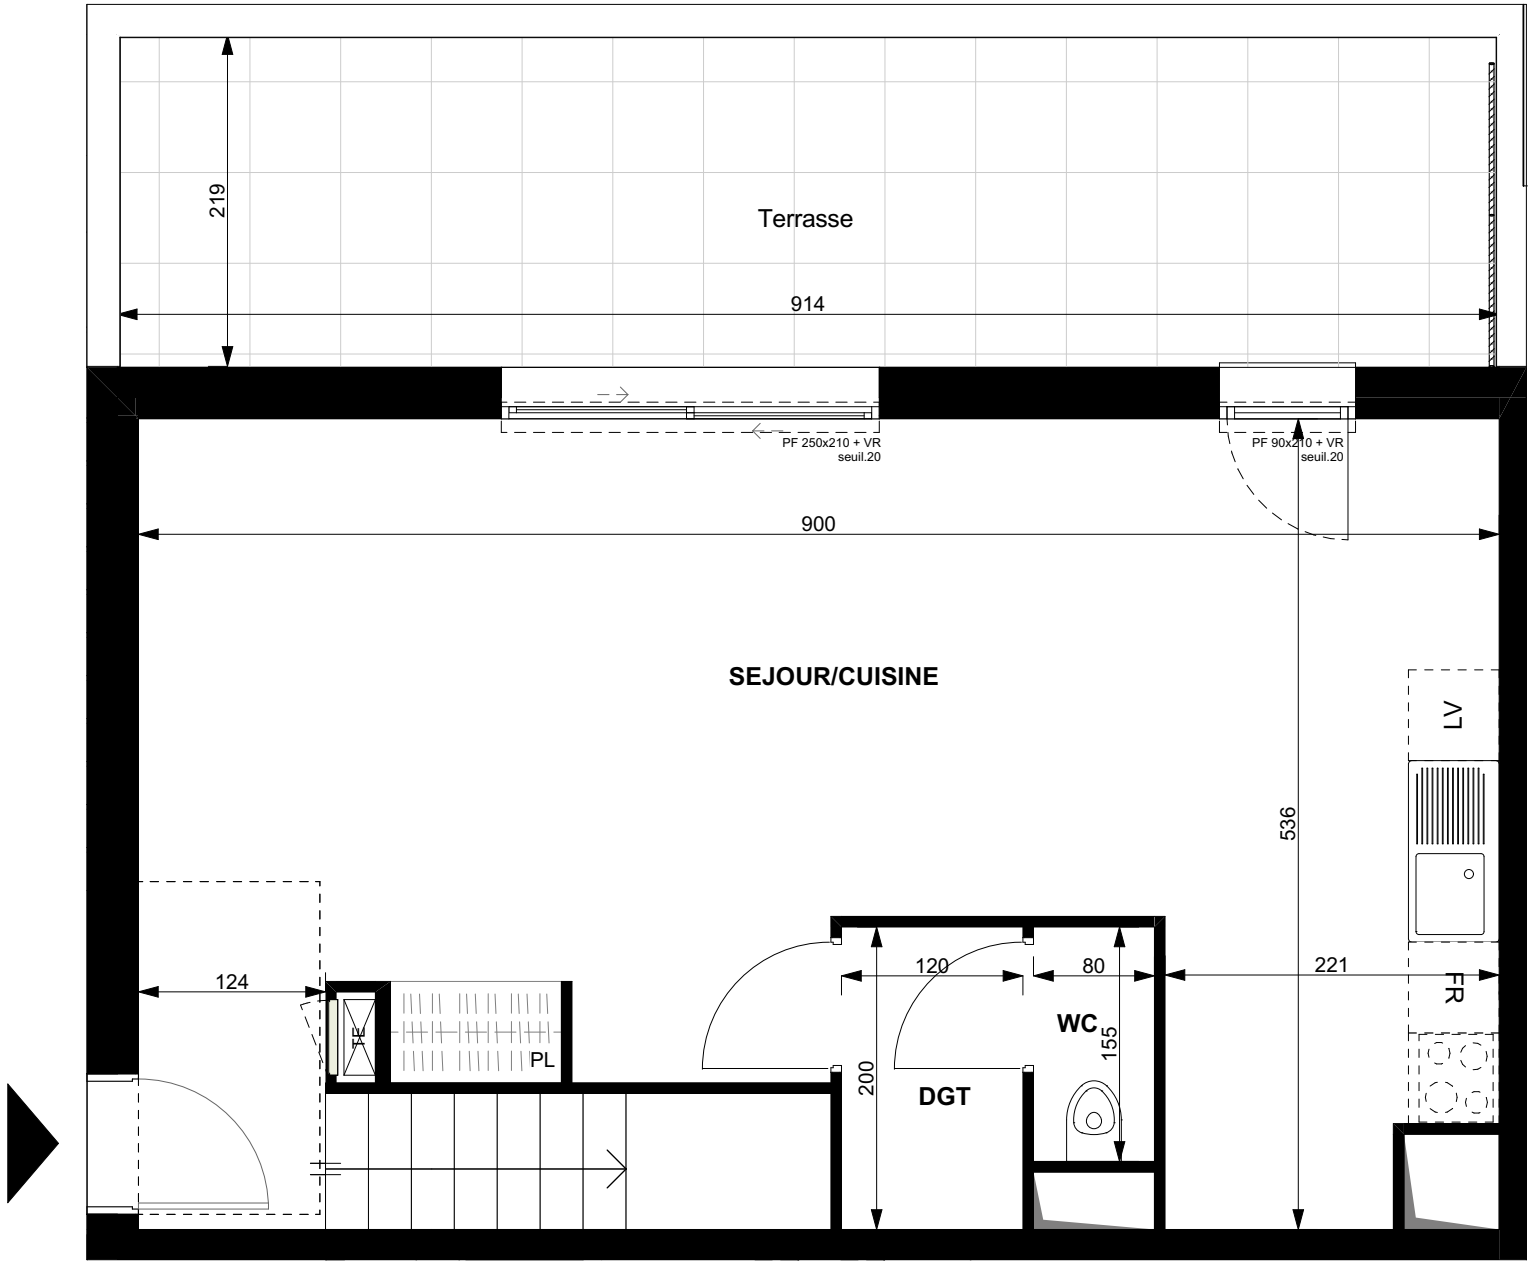 219
Terrasse
914
PF 250x210 + VR
seuil.20
PF 90x210 + VR
seuil.20
900
SEJOUR/CUISINE
LV
536
124
120
80
221
FR
TE
PL
WC
155
200
DGT